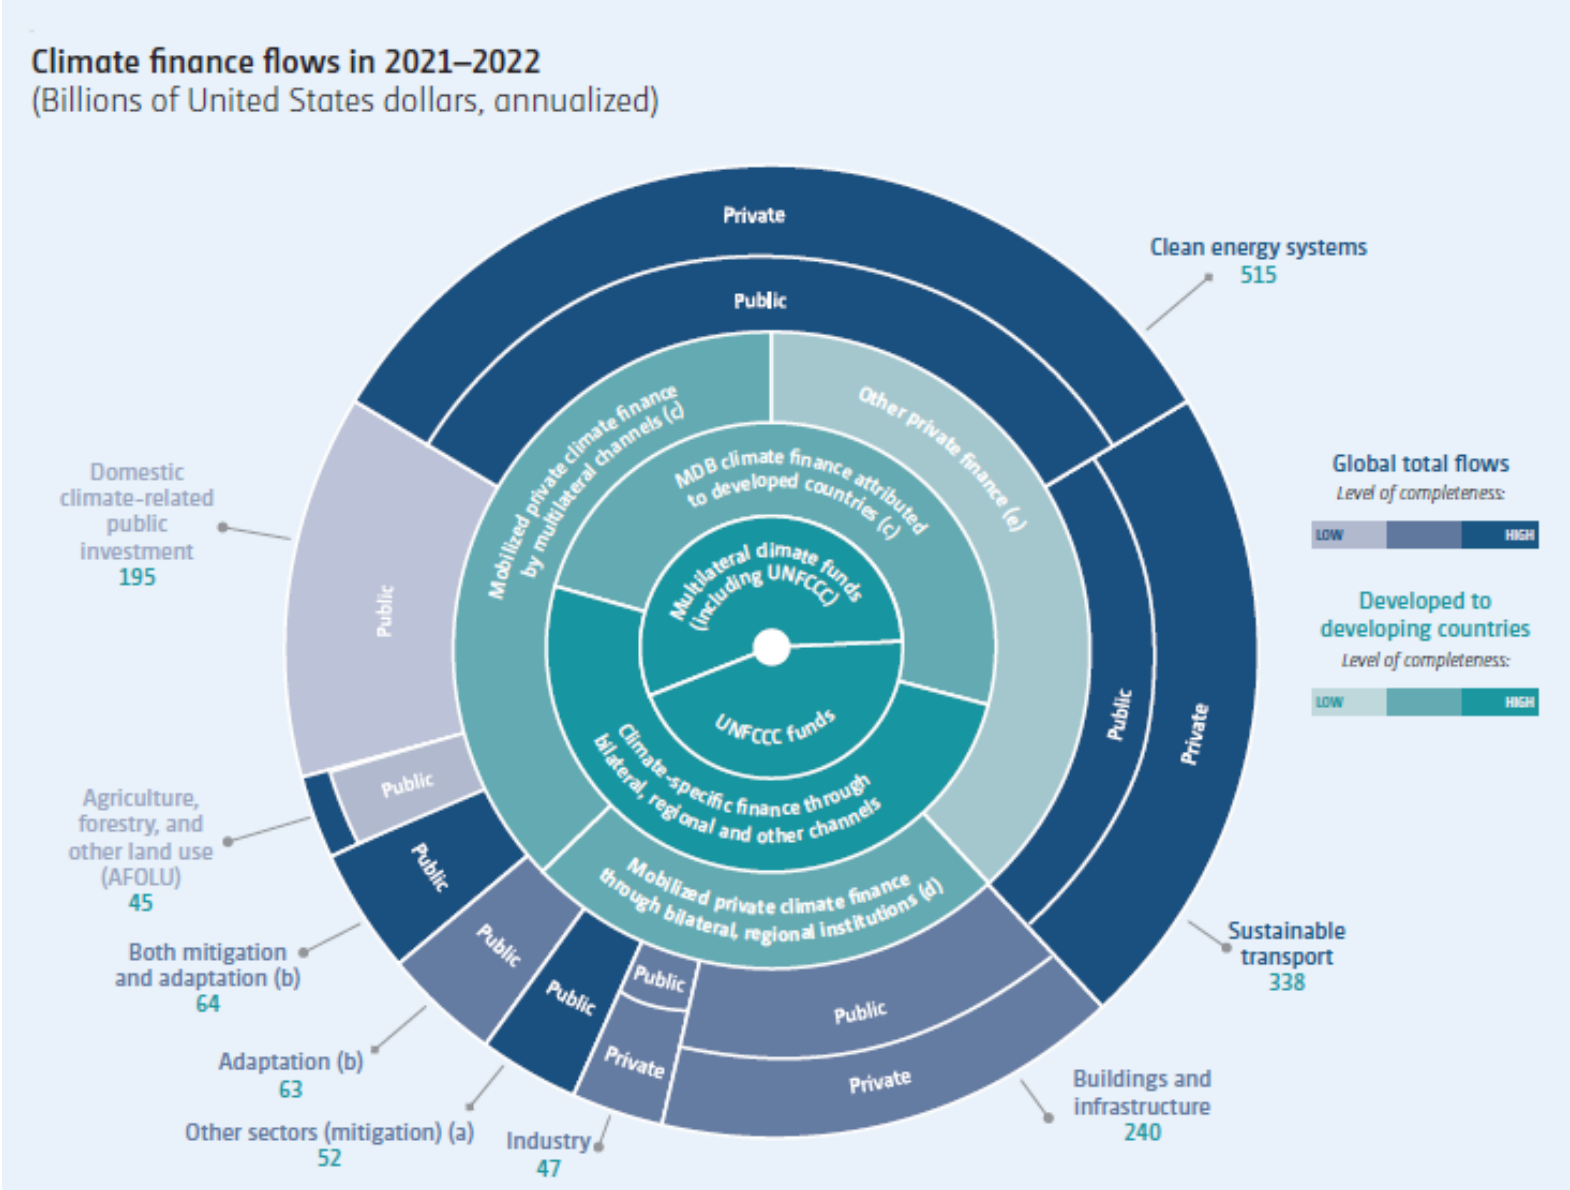 Climate finance flows in 2021–2022
(Billions of United States dollars, annualized)
Private
Public
Clean energy systems
515
Mobilized private climate finance
by multilateral channels (c)
Other private finance (e)
MDB climate finance attributed
to developed countries (c)
Multilateral climate funds
(including UNFCCC)
UNFCCC funds
Climate-specific finance through
bilateral, regional and other channels
Mobilized private climate finance
through bilateral, regional institutions (d)
Global total flows
Level of completeness:
LOW
HIGH
Developed to
developing countries
Level of completeness:
LOW
HIGH
Public
Private
Sustainable
transport
338
Public
Private
Buildings and
infrastructure
240
Public
Private
Industry
47
Public
Other sectors (mitigation) (a)
52
Public
Adaptation (b)
63
Public
Both mitigation
and adaptation (b)
64
Public
Agriculture,
forestry, and
other land use
(AFOLU)
45
Public
Domestic
climate-related
public
investment
195